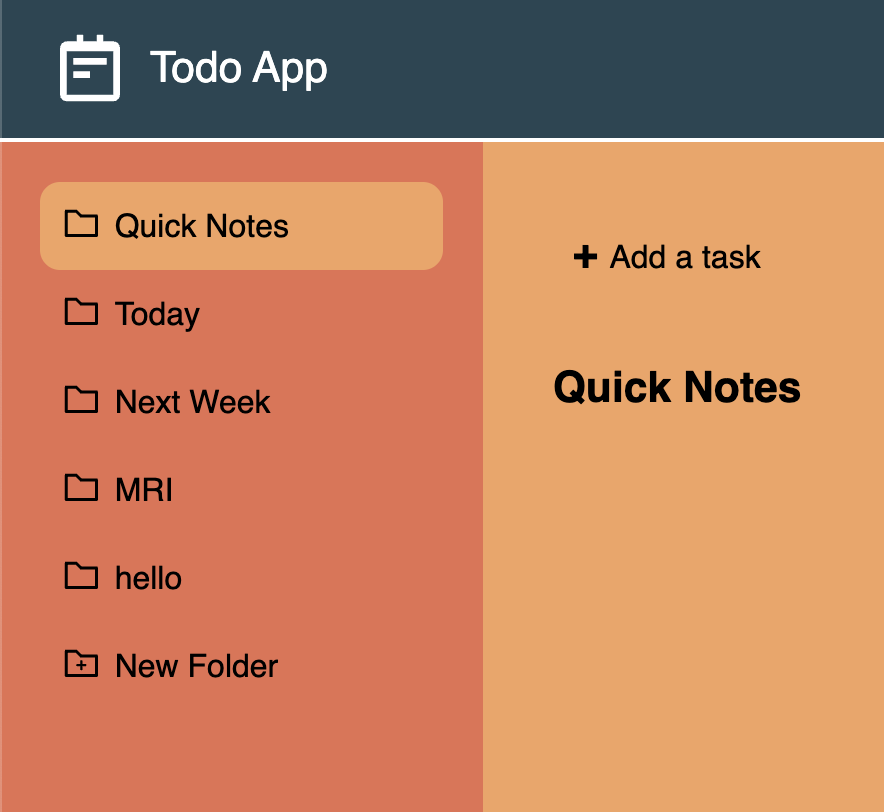 Todo App
Quick Notes
Today
Next Week
MRI
hello
New Folder
Add a task
Quick Notes